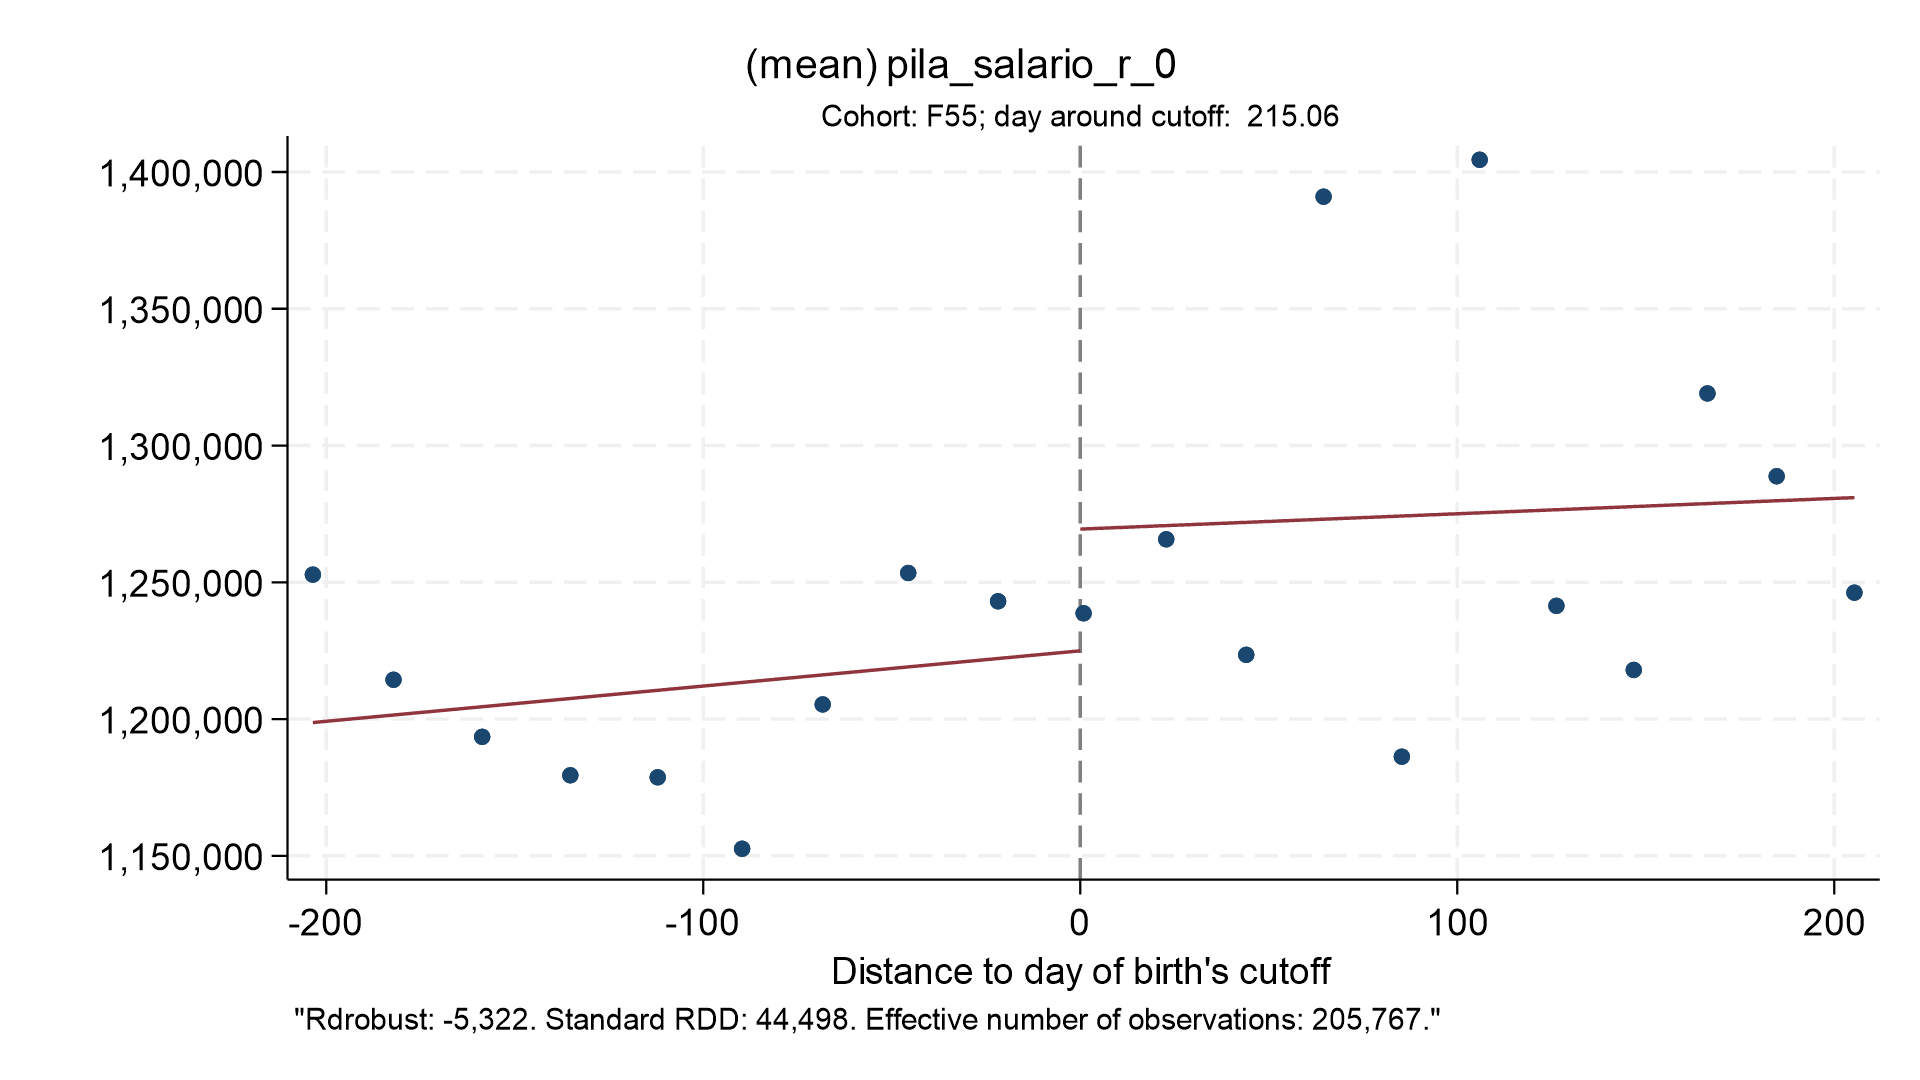 (mean) pila_salario_r_0
Cohort: F55; day around cutoff:  215.06
1,400,000
1,350,000
1,300,000
1,250,000
1,200,000
1,150,000
-200
-100
0
100
200
Distance to day of birth's cutoff
"Rdrobust: -5,322. Standard RDD: 44,498. Effective number of observations: 205,767."